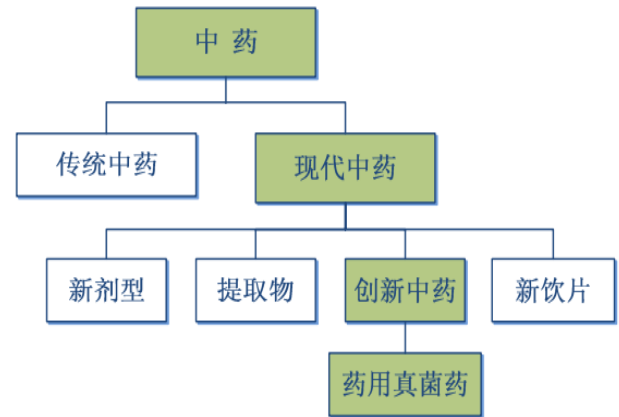 中 药
传统中药
现代中药
新剂型
提取物
创新中药
新饮片
药用真菌药